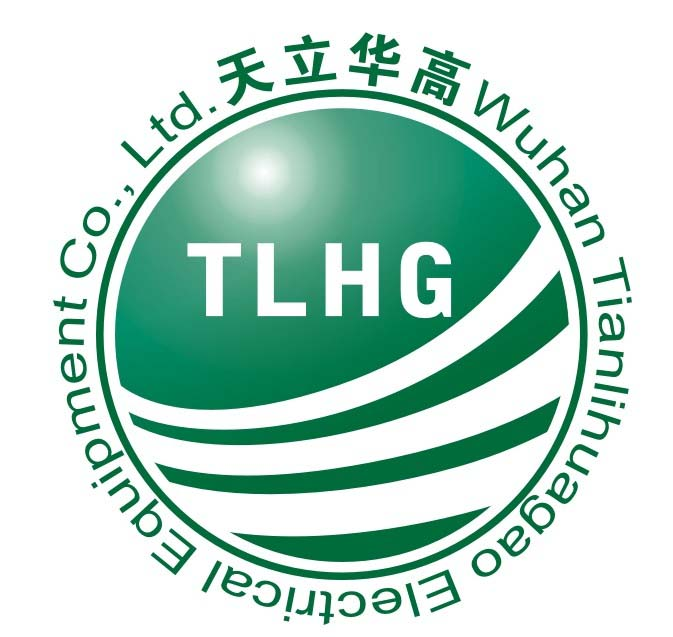 天立华高
Wuhan Tianlihuagao Electrical Equipment Co., Ltd.
TLHG